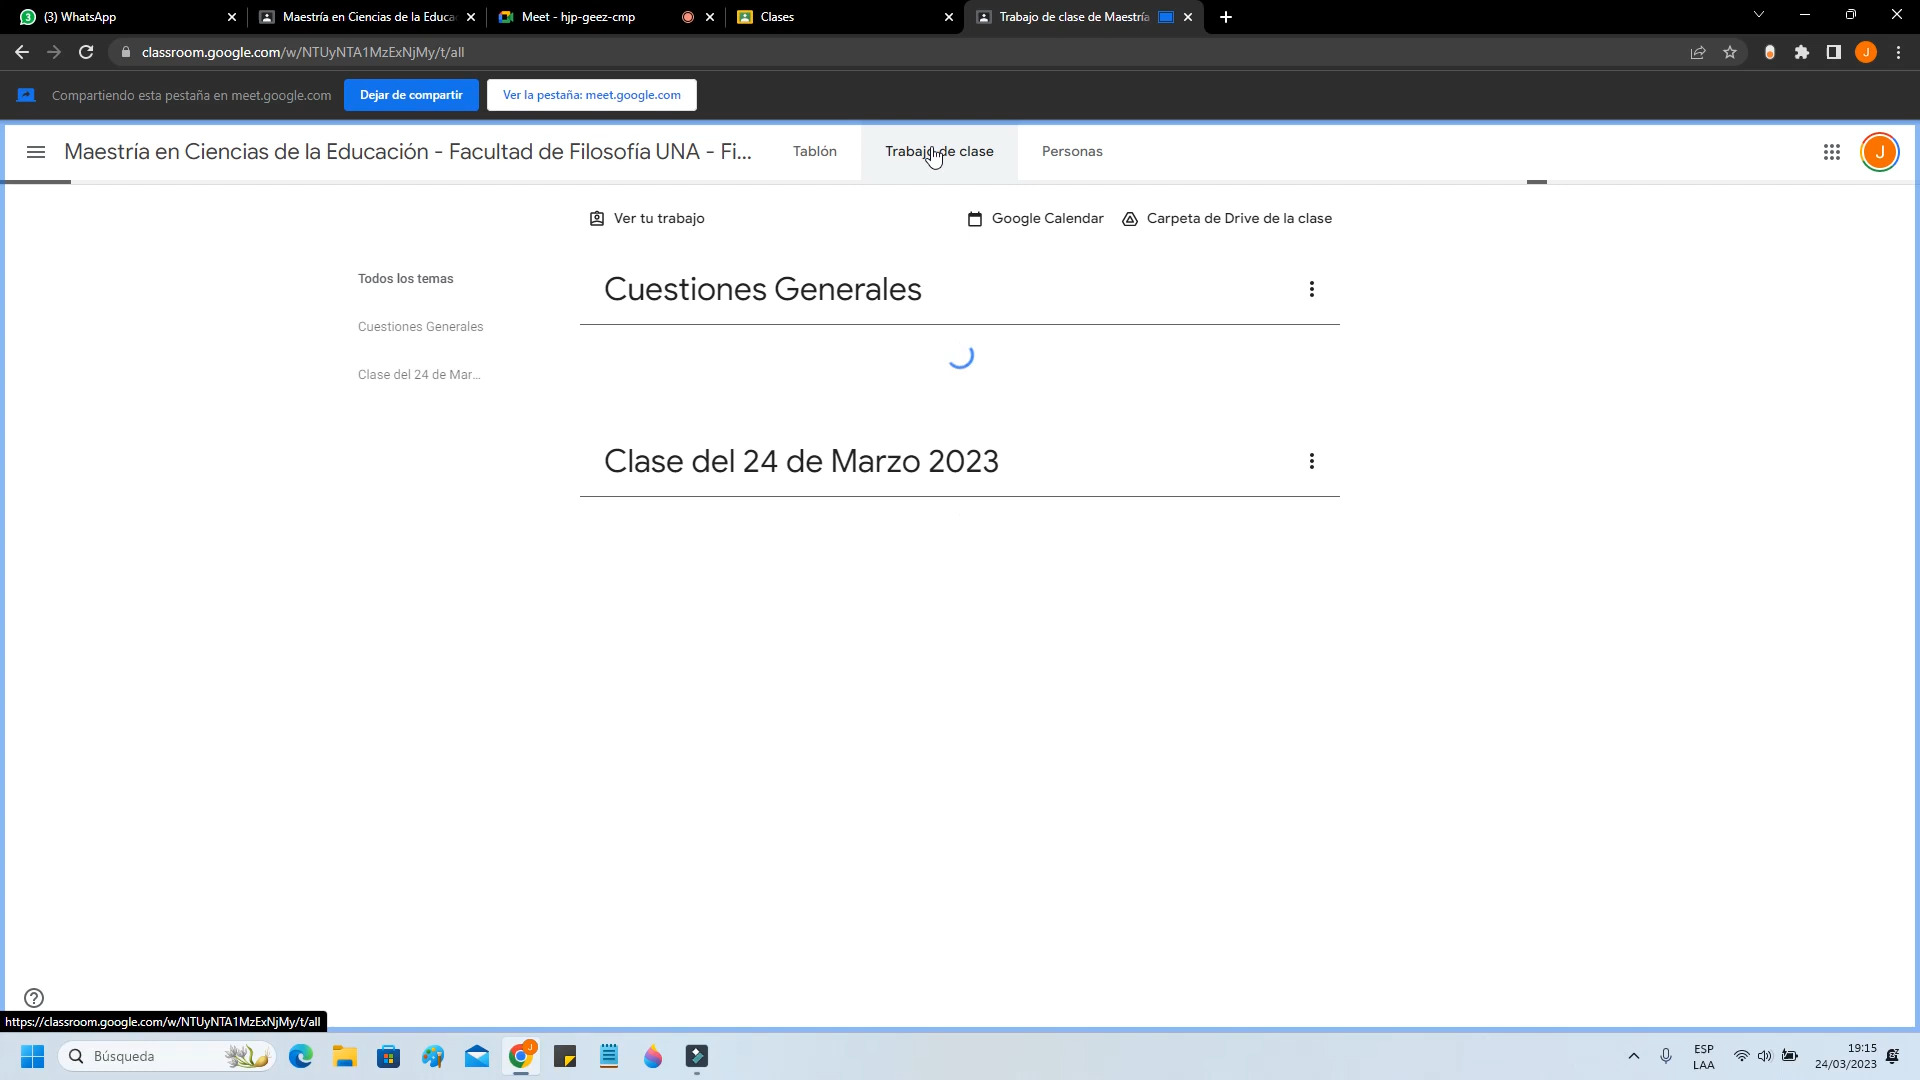 (3) WhatsApp
Maestría en Ciencias de la Educac
Meet - hjp-geez-cmp
Clases
Trabajo de clase de Maestría
classroom.google.com/w/NTUyNTA1MzExNjMy/t/all
J
Compartiendo esta pestaña en meet.google.com
Dejar de compartir
Ver la pestaña: meet.google.com
Maestría en Ciencias de la Educación - Facultad de Filosofía UNA - Fi...
Tablón
Trabajo de clase
Personas
J
Ver tu trabajo
Google Calendar
Carpeta de Drive de la clase
Todos los temas
Cuestiones Generales
Clase del 24 de Mar...
Cuestiones Generales
Clase del 24 de Marzo 2023
https://classroom.google.com/w/NTUyNTA1MzExNjMy/t/all
Búsqueda
ESP
LAA
19:15
24/03/2023